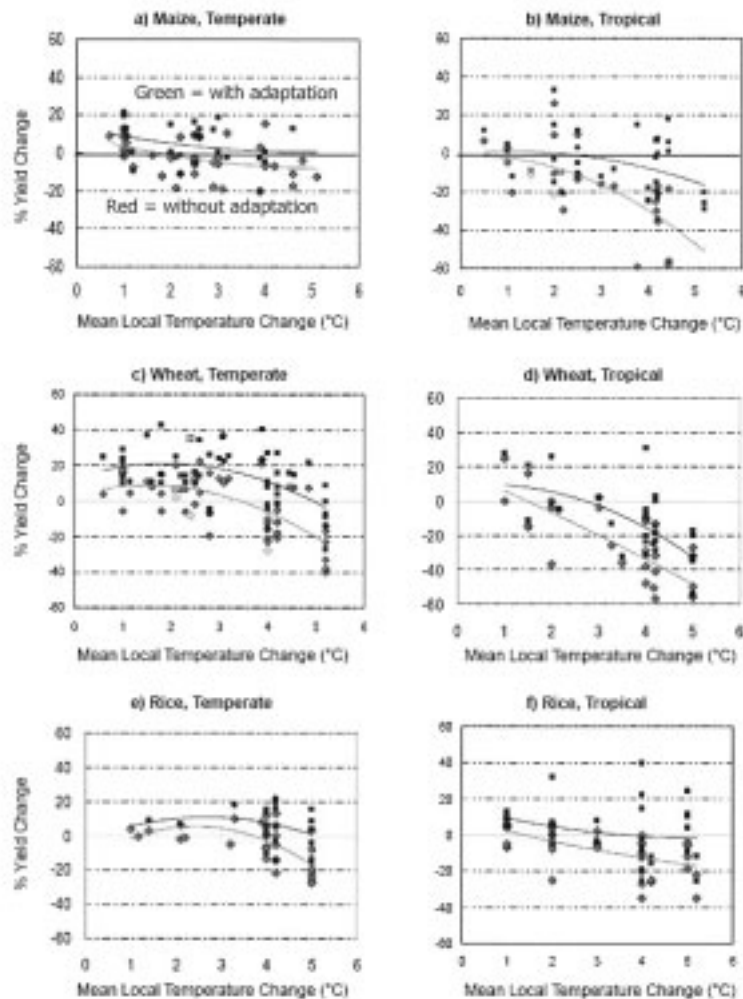 a) Maize, Temperate
60
40
20
0
-20
-40
-60
% Yield Change
Green = with adaptation
Red = without adaptation
0 1 2 3 4 5 6
Mean Local Temperature Change (°C)
b) Maize, Tropical
60
40
20
0
-20
-40
-60
0 1 2 3 4 5 6
Mean Local Temperature Change (°C)
c) Wheat, Temperate
60
40
20
0
-20
-40
-60
% Yield Change
0 1 2 3 4 5 6
Mean Local Temperature Change (°C)
d) Wheat, Tropical
60
40
20
0
-20
-40
-60
0 1 2 3 4 5 6
Mean Local Temperature Change (°C)
e) Rice, Temperate
60
40
20
0
-20
-40
-60
% Yield Change
0 1 2 3 4 5 6
Mean Local Temperature Change (°C)
f) Rice, Tropical
60
40
20
0
-20
-40
-60
0 1 2 3 4 5 6
Mean Local Temperature Change (°C)